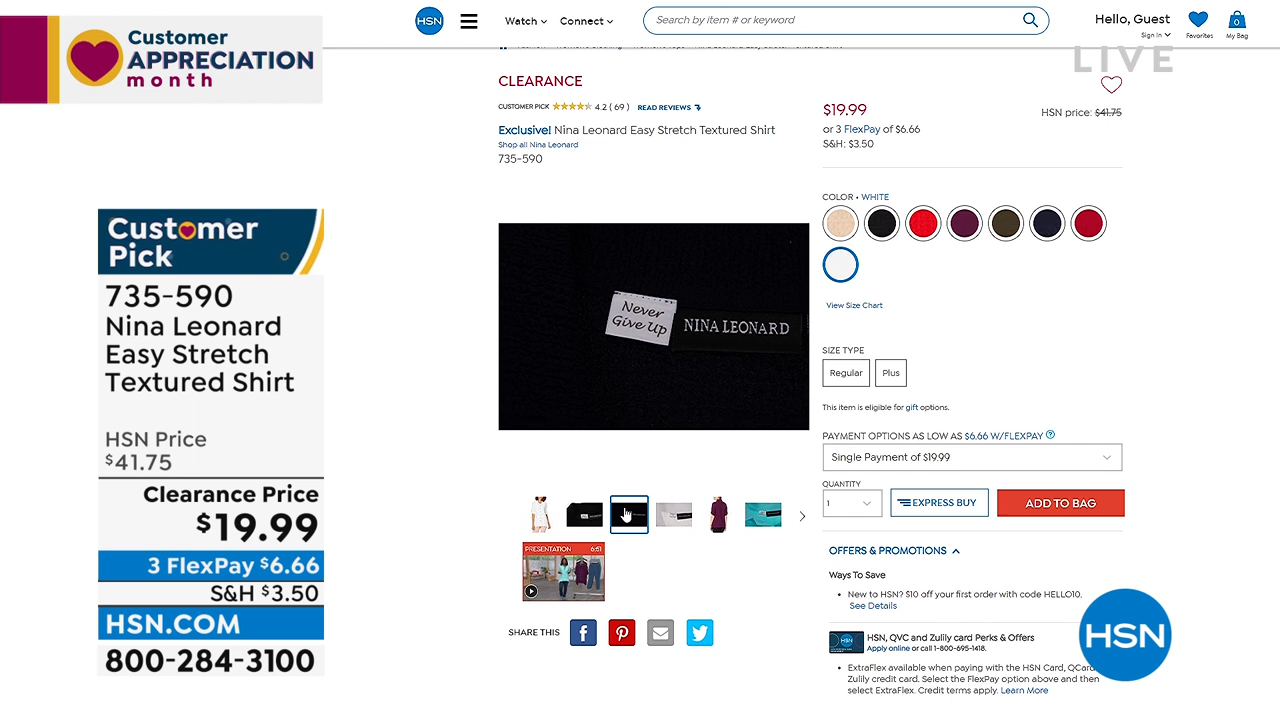 Customer
APPRECIATION
month
HSN
Watch
Connect
Search by item # or keyword
Hello, Guest
Sign In
Favorites
0
My Bag
LIVE
CLEARANCE
CUSTOMER PICK 4.2 ( 69 ) READ REVIEWS
Exclusive! Nina Leonard Easy Stretch Textured Shirt
Shop all Nina Leonard
735-590
$19.99
HSN price: $41.75
or 3 FlexPay of $6.66
S&H: $3.50
COLOR • WHITE
View Size Chart
SIZE TYPE
Regular
Plus
This item is eligible for gift options.
PAYMENT OPTIONS AS LOW AS $6.66 W/FLEXPAY
Single Payment of $19.99
QUANTITY
1
EXPRESS BUY
ADD TO BAG
OFFERS & PROMOTIONS
Ways To Save
• New to HSN? $10 off your first order with code HELLO10.
See Details
HSN, QVC and Zulily card Perks & Offers
Apply online or call 1-800-695-1418.
• ExtraFlex available when paying with the HSN Card, QCard
Zulily credit card. Select the FlexPay option above and then
select ExtraFlex. Credit terms apply. Learn More
HSN
Never
Give Up
NINA LEONARD
PRESENTATION 6:51
SHARE THIS
Customer
Pick
735-590
Nina Leonard
Easy Stretch
Textured Shirt
HSN Price
$41.75
Clearance Price
$19.99
3 FlexPay $6.66
S&H $3.50
HSN.COM
800-284-3100